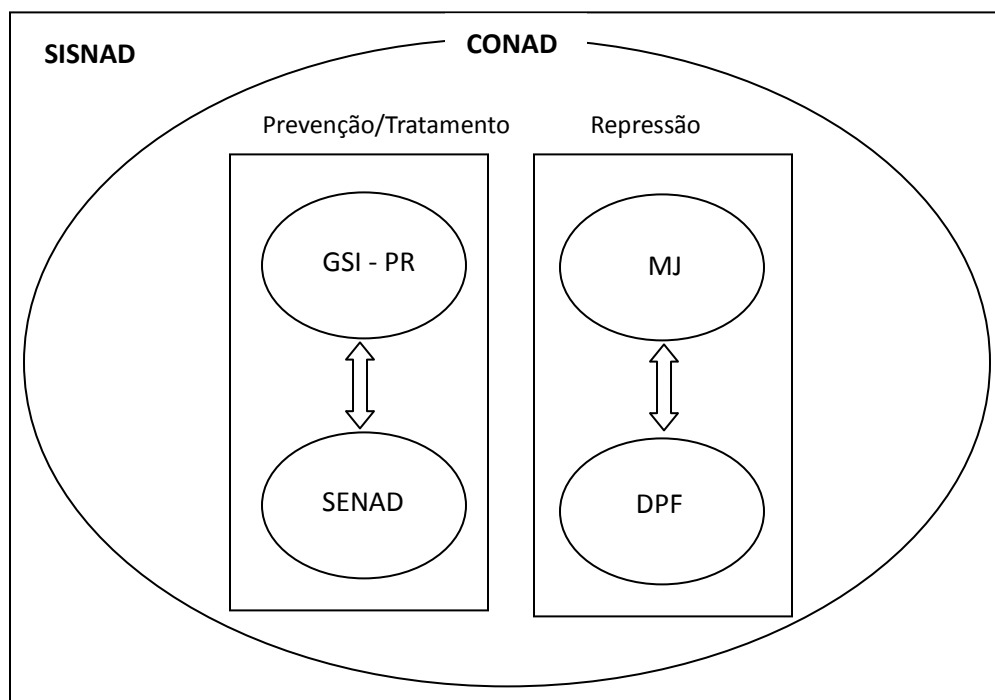 SISNAD
CONAD
Prevenção/Tratamento
Repressão
GSI - PR
MJ
SENAD
DPF